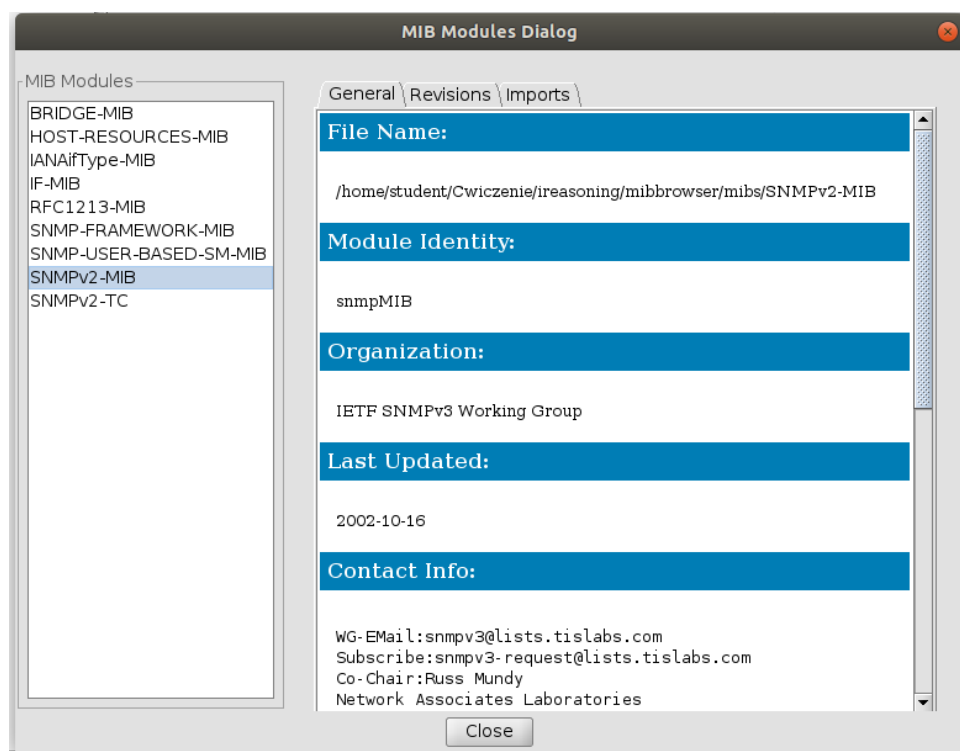 MIB Modules Dialog
MIB Modules
BRIDGE-MIB
HOST-RESOURCES-MIB
IANAifType-MIB
IF-MIB
RFC1213-MIB
SNMP-FRAMEWORK-MIB
SNMP-USER-BASED-SM-MIB
SNMPv2-MIB
SNMPv2-TC
General Revisions Imports
File Name:
/home/student/Cwiczenie/ireasoning/mibbrowser/mibs/SNMPv2-MIB
Module Identity:
snmpMIB
Organization:
IETF SNMPv3 Working Group
Last Updated:
2002-10-16
Contact Info:
WG-EMail:snmpv3@lists.tislabs.com
Subscribe:snmpv3-request@lists.tislabs.com
Co-Chair:Russ Mundy
Network Associates Laboratories
Close